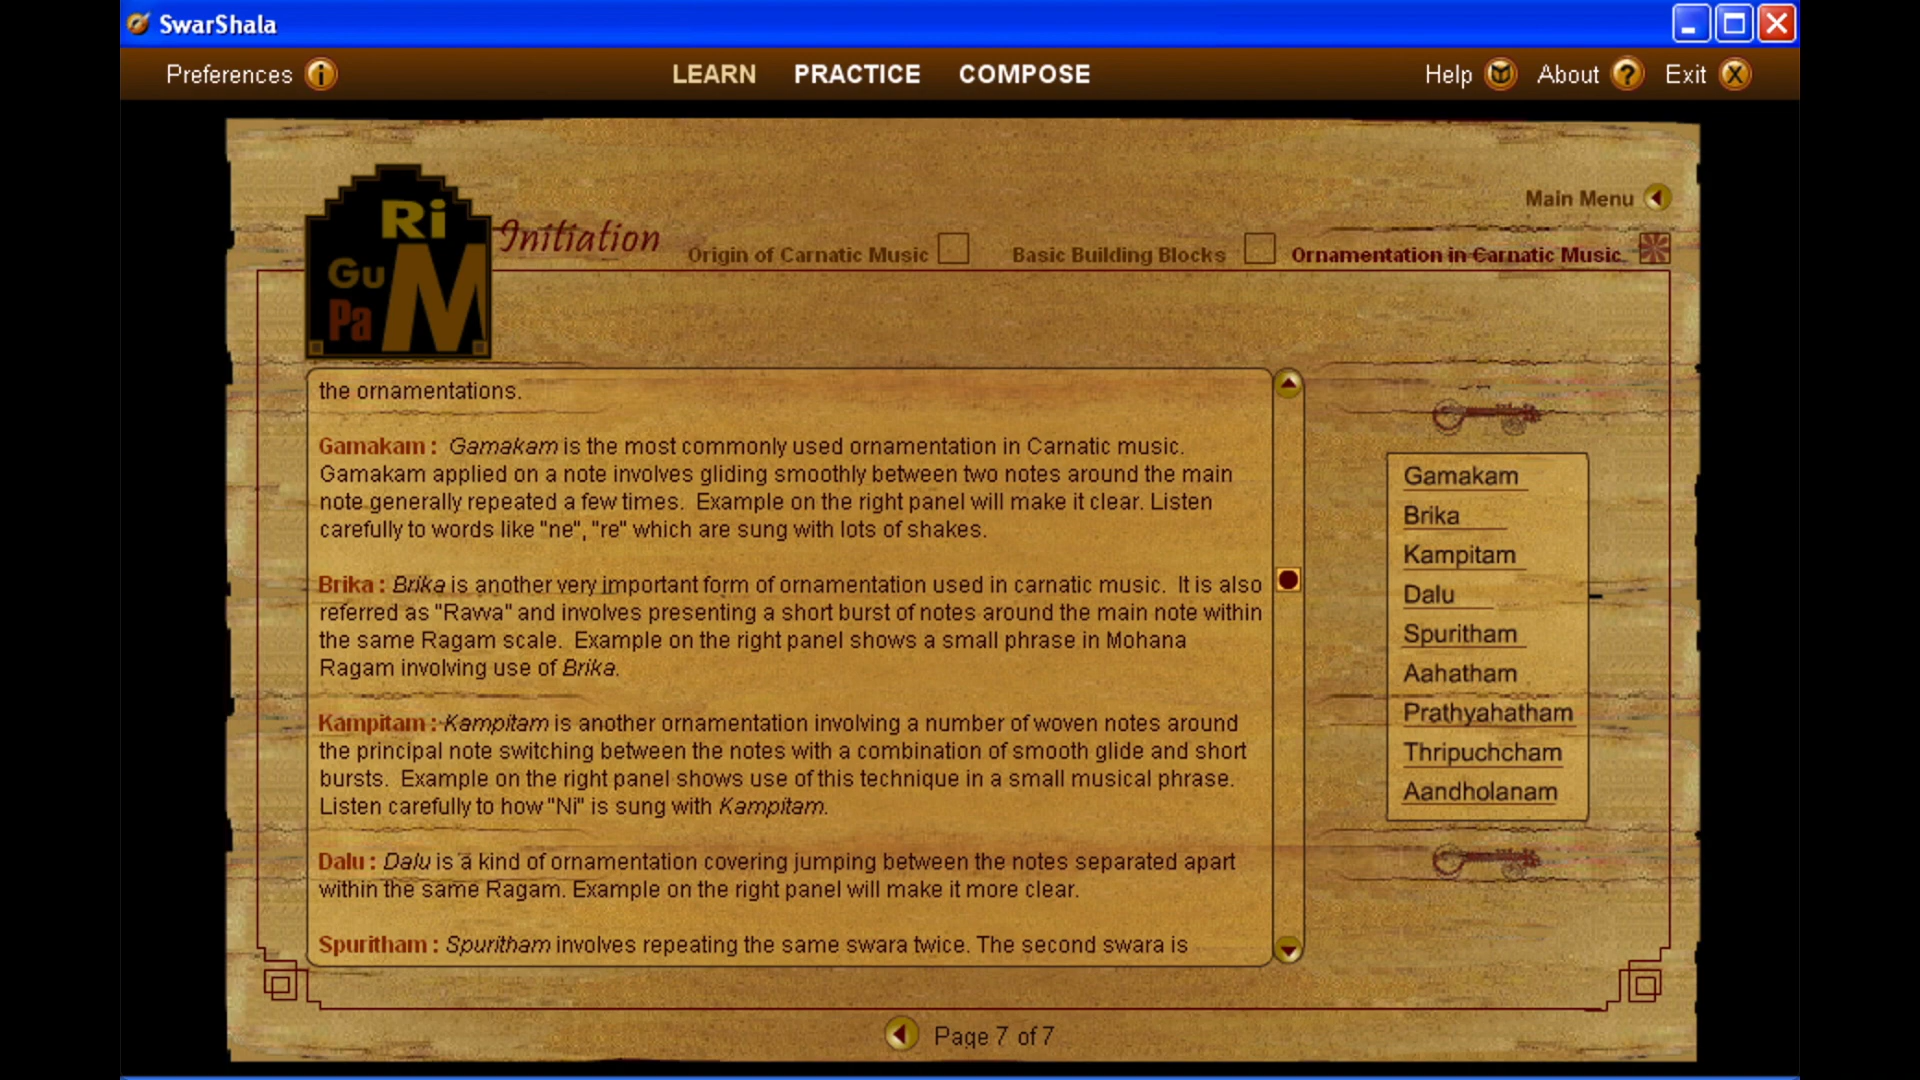 SwarShala
Preferences
LEARN PRACTICE COMPOSE
Help About Exit
Main Menu
Ri
Gu
Pa
M
Initiation
Origin of Carnatic Music
Basic Building Blocks
Ornamentation in Carnatic Music
the ornamentations.
Gamakam : Gamakam is the most commonly used ornamentation in Carnatic music.
Gamakam applied on a note involves gliding smoothly between two notes around the main
note generally repeated a few times. Example on the right panel will make it clear. Listen
carefully to words like "ne", "re" which are sung with lots of shakes.
Brika : Brika is another very important form of ornamentation used in carnatic music. It is also
referred as "Rawa" and involves presenting a short burst of notes around the main note within
the same Ragam scale. Example on the right panel shows a small phrase in Mohana
Ragam involving use of Brika.
Kampitam : Kampitam is another ornamentation involving a number of woven notes around
the principal note switching between the notes with a combination of smooth glide and short
bursts. Example on the right panel shows use of this technique in a small musical phrase.
Listen carefully to how "Ni" is sung with Kampitam.
Dalu : Dalu is a kind of ornamentation covering jumping between the notes separated apart
within the same Ragam. Example on the right panel will make it more clear.
Spuritham : Spuritham involves repeating the same swara twice. The second swara is
Gamakam
Brika
Kampitam
Dalu
Spuritham
Aahatham
Prathyahatham
Thripuchcham
Aandholanam
Page 7 of 7